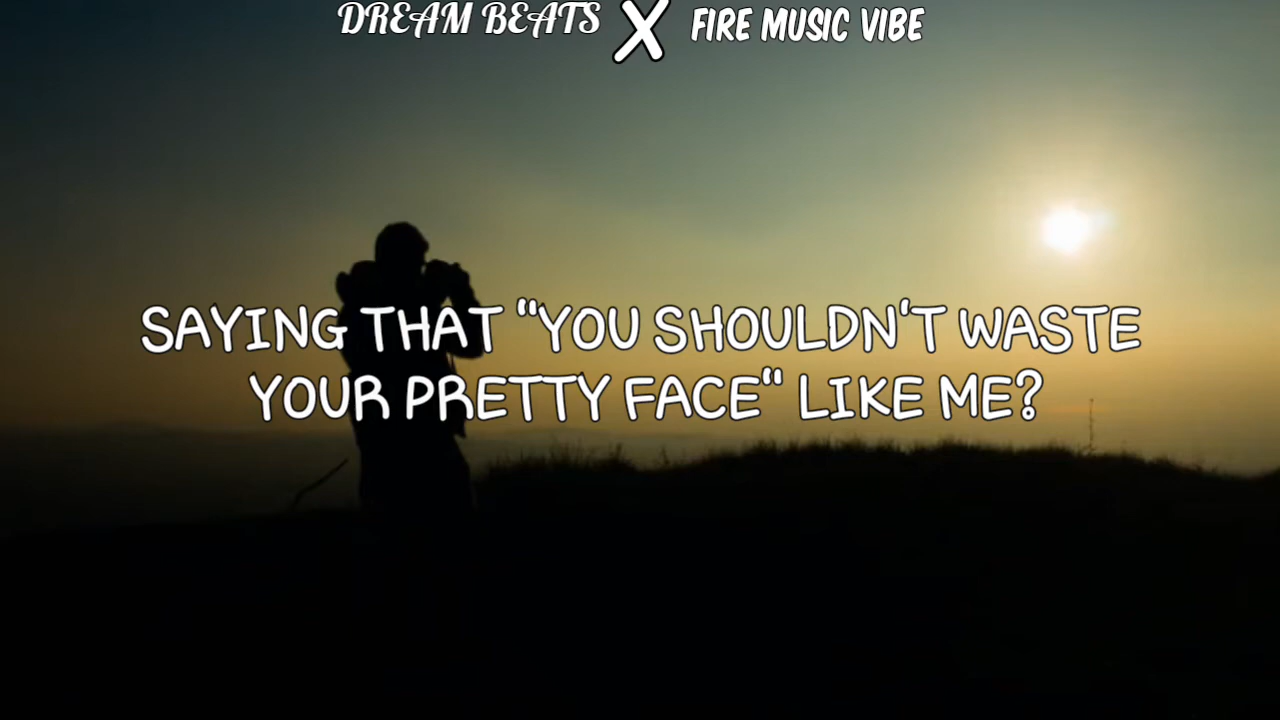 DREAM BEATS X FIRE MUSIC VIBE
SAYING THAT "YOU SHOULDN'T WASTE
YOUR PRETTY FACE" LIKE ME?